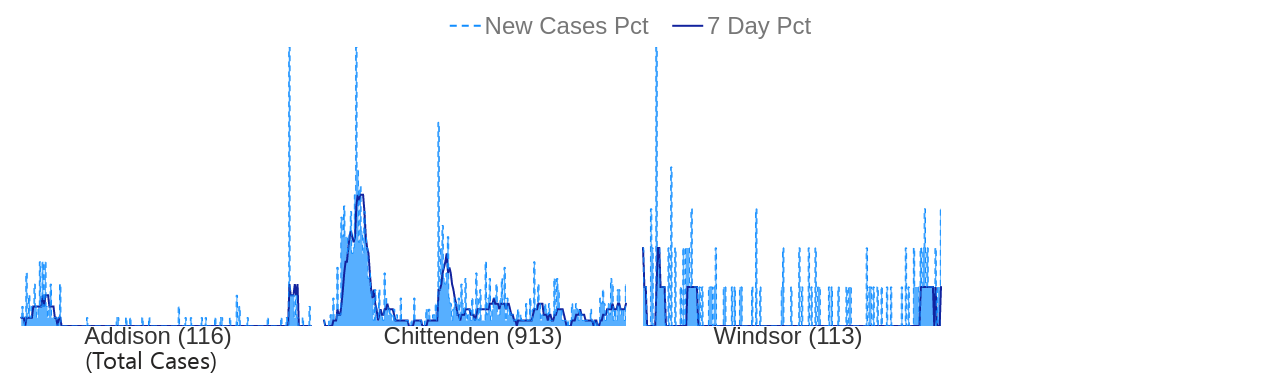 New Cases Pct 7 Day Pct
Addison (116) Chittenden (913) Windsor (113)
(Total Cases)